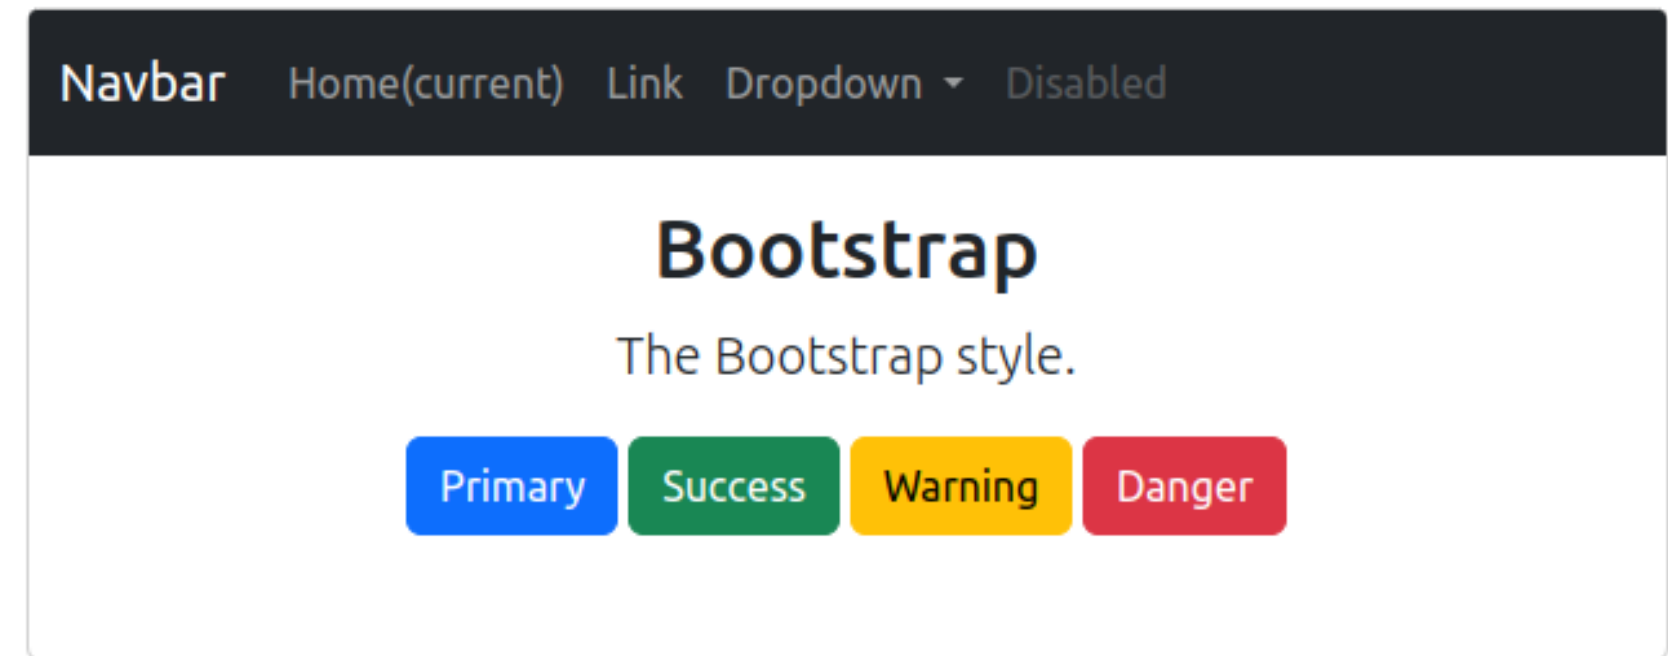 Navbar Home(current) Link Dropdown Disabled
Bootstrap
The Bootstrap style.
Primary Success Warning Danger